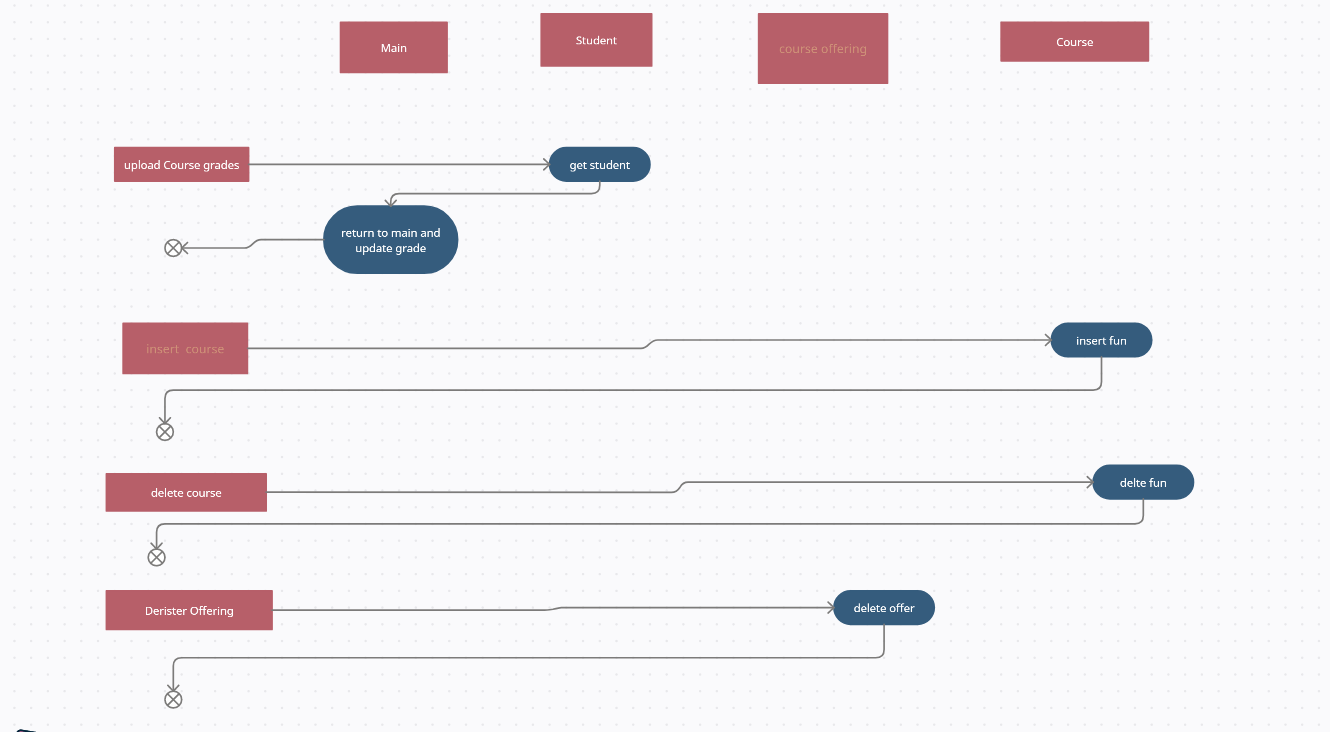 Main
Student
course offering
Course
upload Course grades
get student
return to main and
update grade
insert course
insert fun
delete course
delte fun
Derister Offering
delete offer